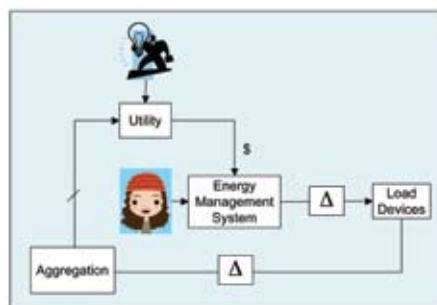 Utility
$
Energy
Management
System
Δ
Load
Devices
Aggregation
Δ